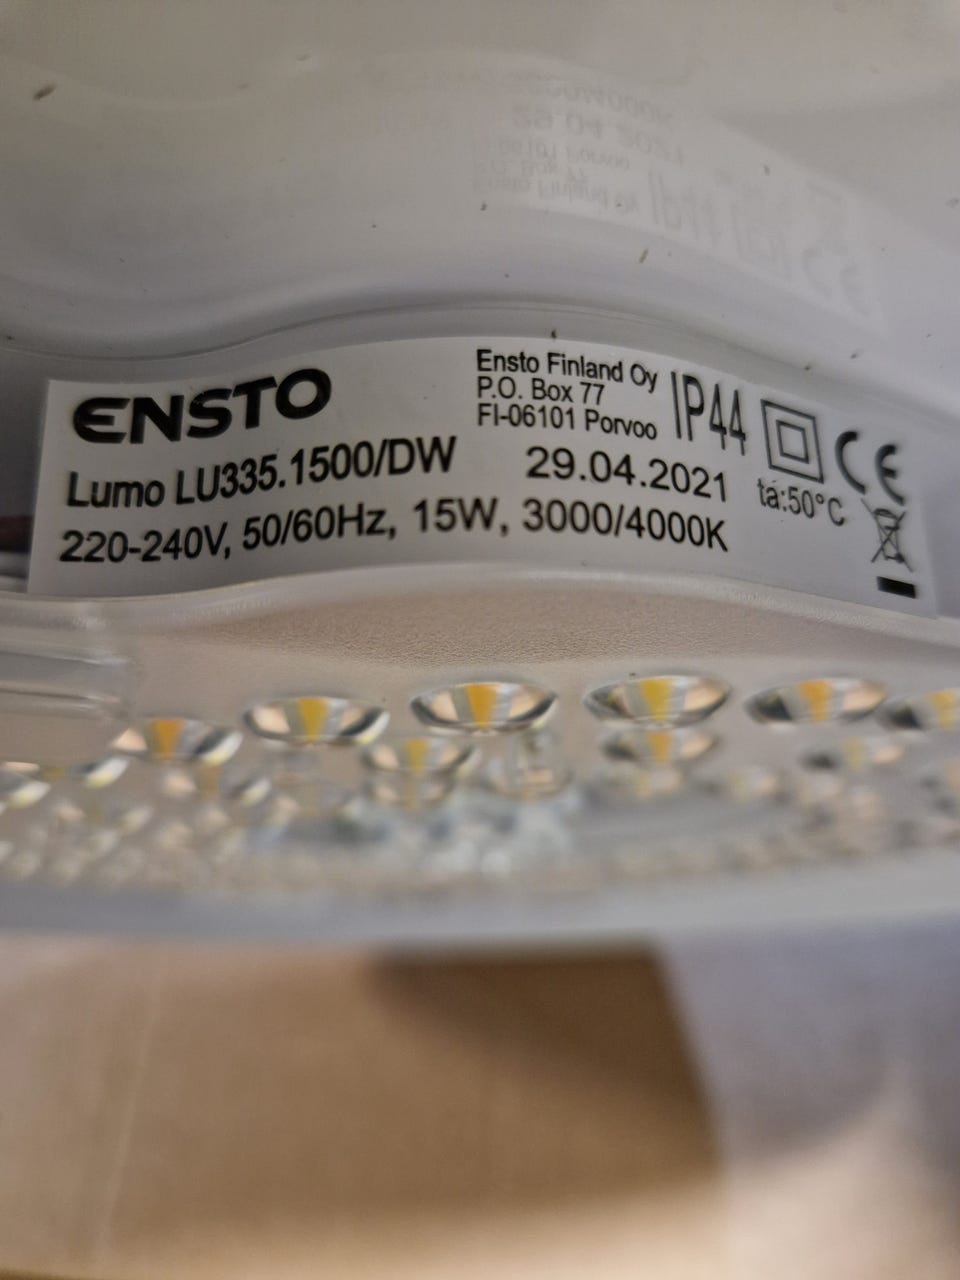 ENSTO
Ensto Finland Oy
P.O. Box 77
FI-06101 Porvoo
IP44
CE
Lumo LU335.1500/DW
29.04.2021
ta:50°C
220-240V, 50/60Hz, 15W, 3000/4000K